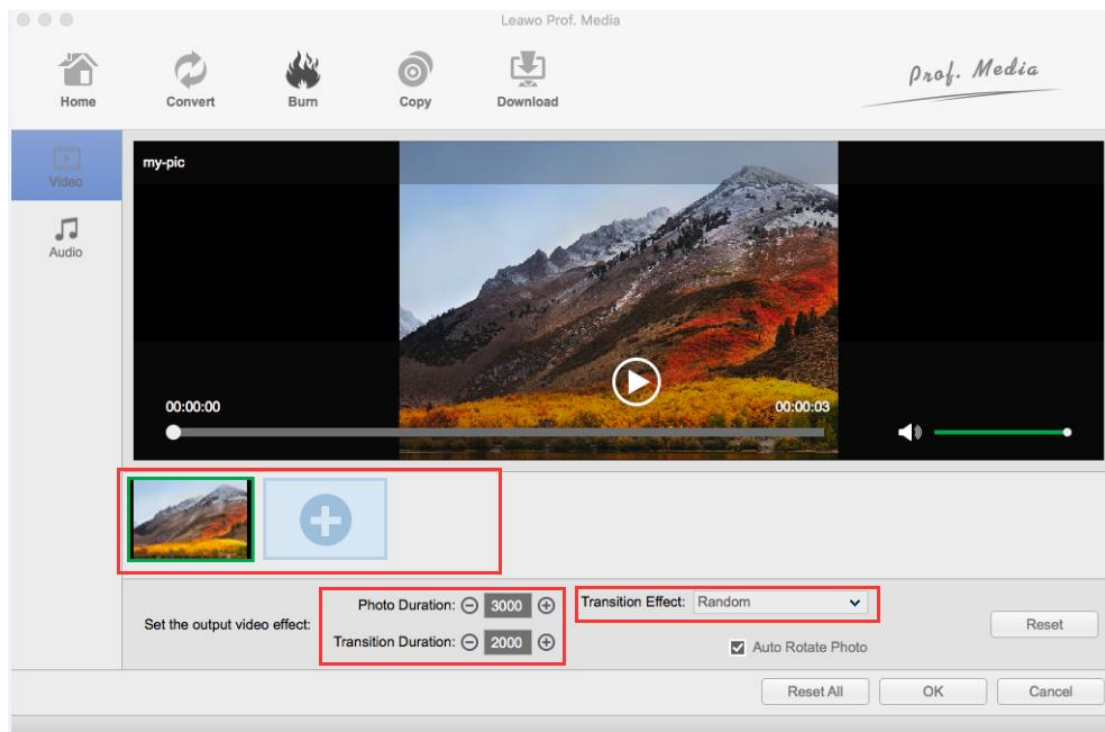 Leawo Prof. Media
Home
Convert
Burn
Copy
Download
Prof. Media
Video
Audio
my-pic
00:00:00
00:00:03
Set the output video effect:
Photo Duration: 3000
Transition Duration: 2000
Transition Effect: Random
Auto Rotate Photo
Reset
Reset All
OK
Cancel